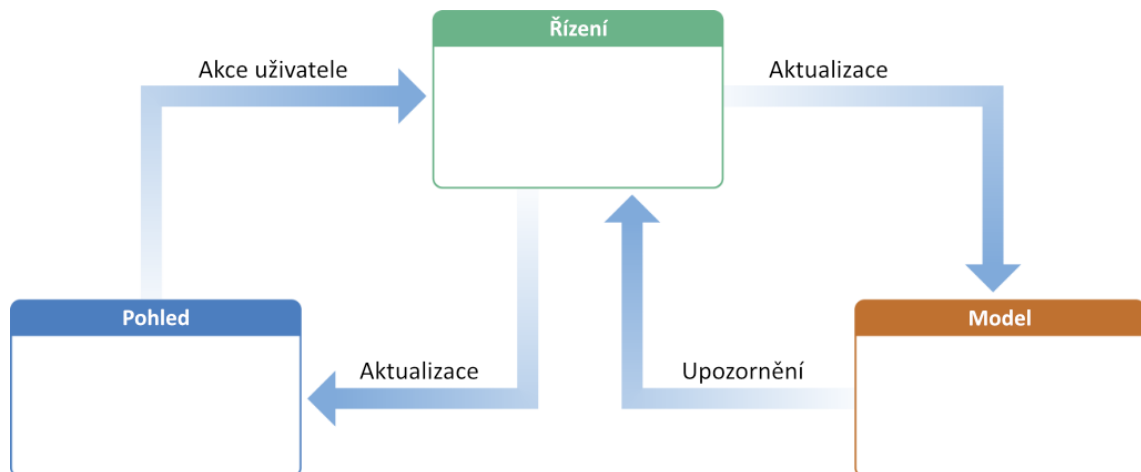 Řízení
Akce uživatele
Aktualizace
Pohled
Model
Aktualizace
Upozornění